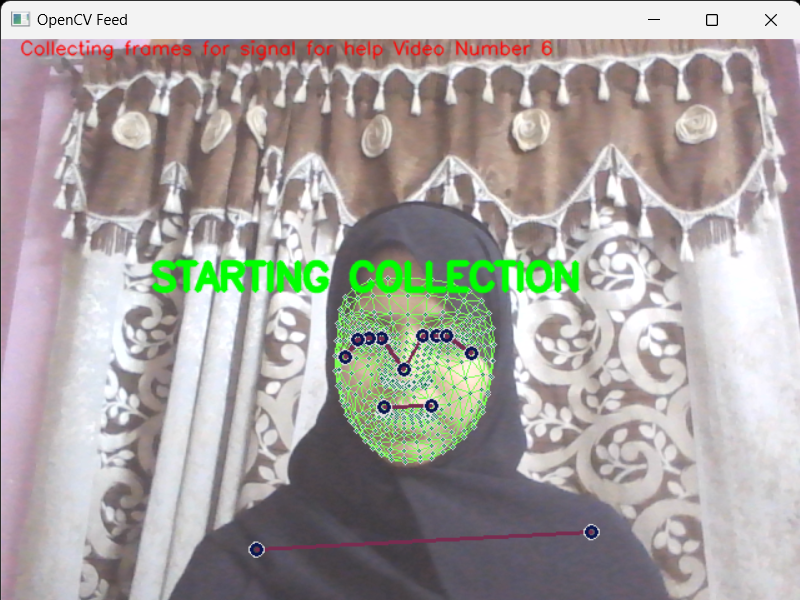 OpenCV Feed
Collecting frames for signal for help Video Number 6
STARTING COLLECTION